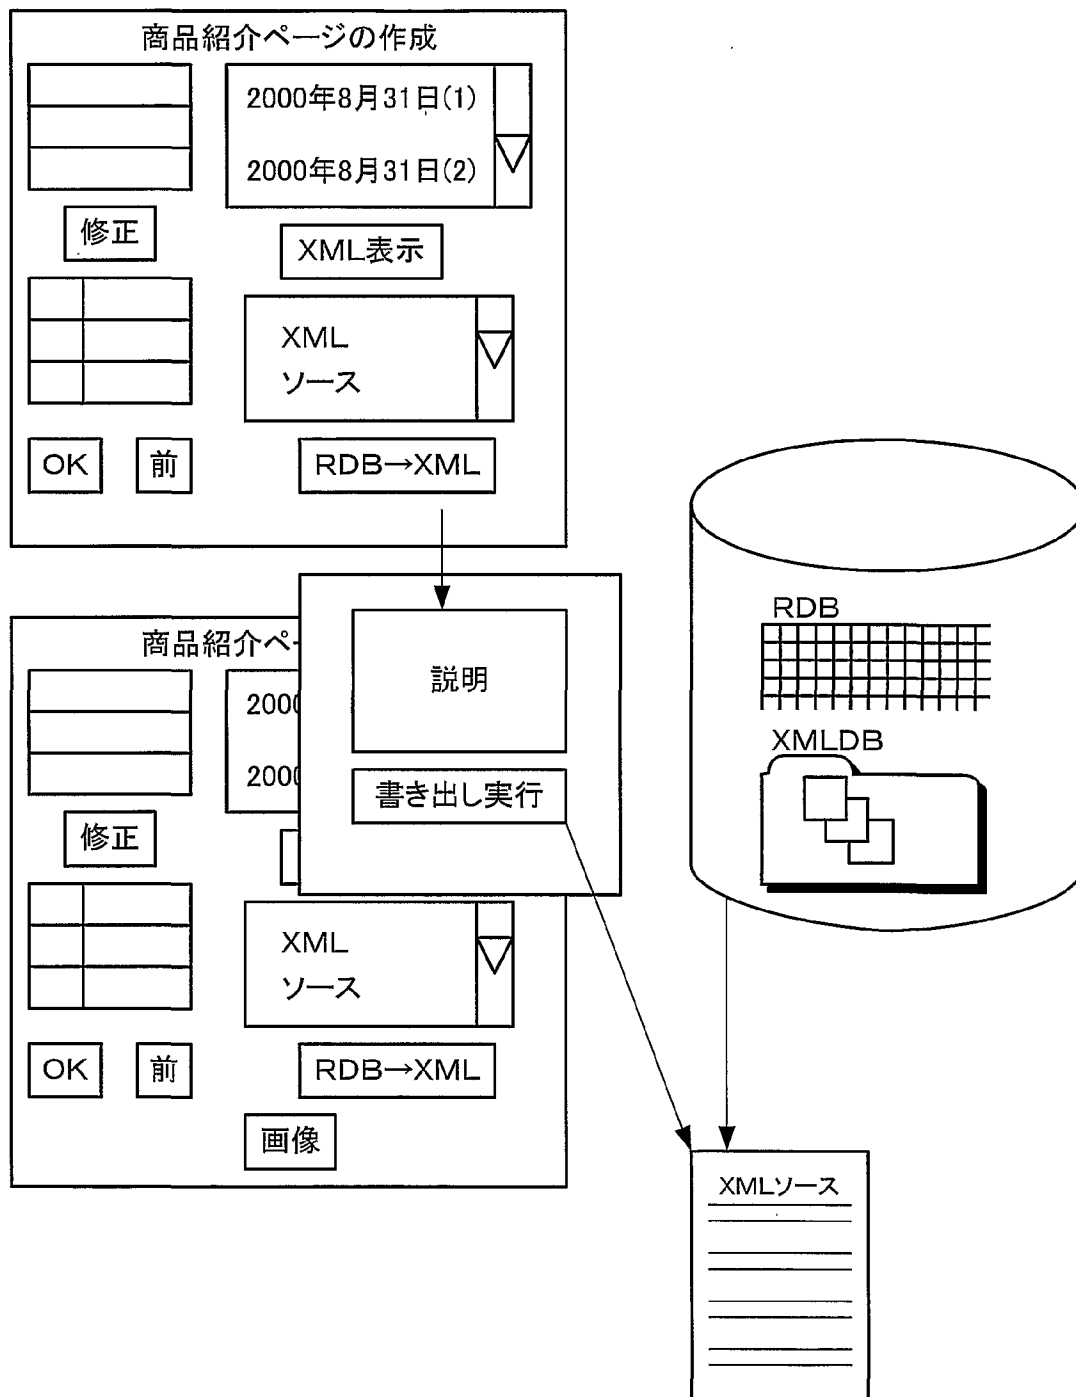 商品紹介ページの作成
2000年8月31日(1)
2000年8月31日(2)
修正
XML表示
XML
ソース
OK
前
RDB→XML
商品紹介ペー
2000
2000
説明
書き出し実行
修正
XML
ソース
OK
前
RDB→XML
画像
RDB
XMLDB
XMLソース